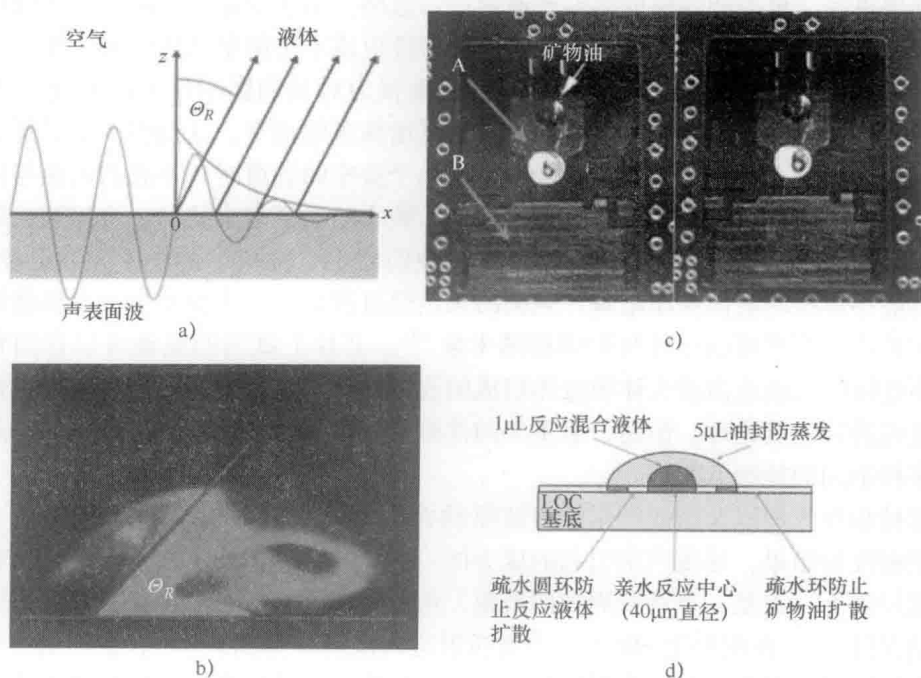 空气
液体
z
Θ_R
0
x
声表面波
a)
A
矿物油
B
c)
Θ_R
b)
1μL反应混合液体
5μL油封防蒸发
LOC
基底
疏水圆环防
止反应液体
扩散
亲水反应中心
(40μm直径)
疏水环防止
矿物油扩散
d)